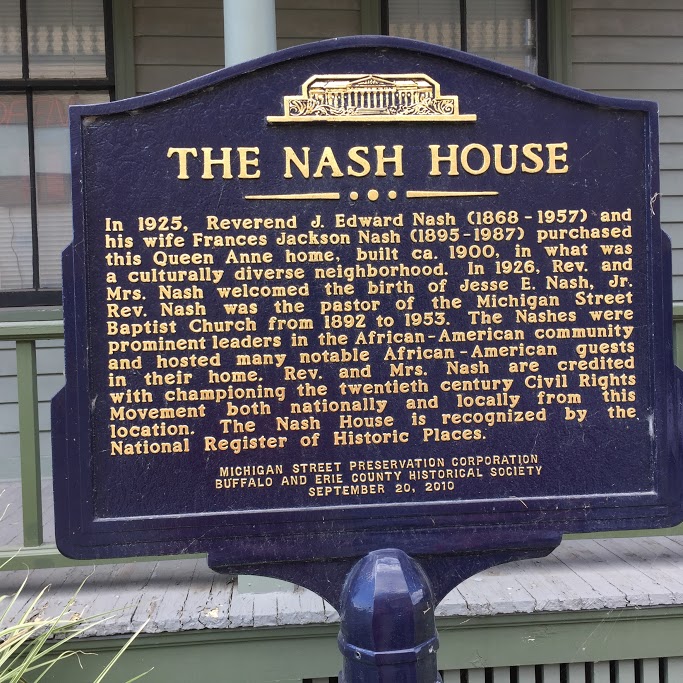 THE NASH HOUSE
In 1925, Reverend J. Edward Nash (1868-1957) and
his wife Frances Jackson Nash (1895-1987) purchased
this Queen Anne home, built ca. 1900, in what was
a culturally diverse neighborhood. In 1926, Rev. and
Mrs. Nash welcomed the birth of Jesse E. Nash, Jr.
Rev. Nash was the pastor of the Michigan Street
Baptist Church from 1892 to 1953. The Nashes were
prominent leaders in the African-American community
and hosted many notable African-American guests
in their home. Rev. and Mrs. Nash are credited
with championing the twentieth century Civil Rights
Movement both nationally and locally from this
location. The Nash House is recognized by the
National Register of Historic Places.
MICHIGAN STREET PRESERVATION CORPORATION
BUFFALO AND ERIE COUNTY HISTORICAL SOCIETY
SEPTEMBER 20, 2010